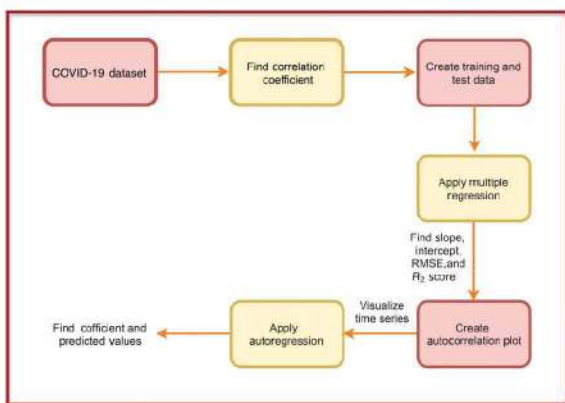 COVID-19 dataset
Find correlation
coefficient
Create training and
test data
Apply multiple
regression
Find slope,
intercept,
RMSE,and
R₂ score
Create
autocorrelation plot
Visualize
time series
Apply
autoregression
Find cofficient and
predicted values